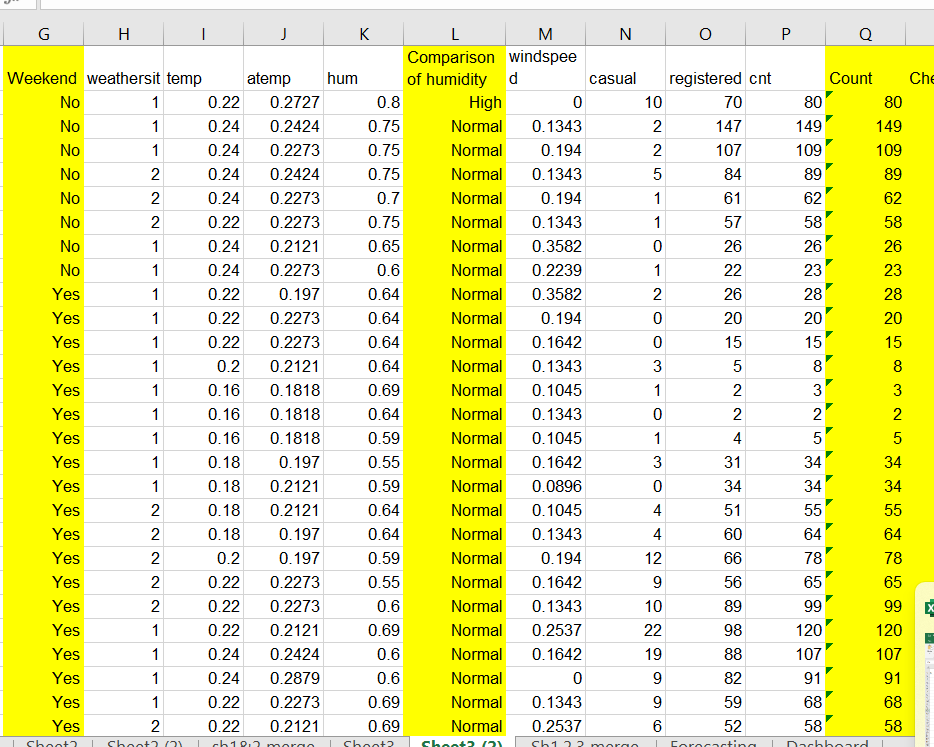 G H I J K L M N O P Q
Comparison windspee
Weekend weathersit temp atemp hum of humidity d casual registered cnt Count Che
No 1 0.22 0.2727 0.8 High 0 10 70 80 80
No 1 0.24 0.2424 0.75 Normal 0.1343 2 147 149 149
No 1 0.24 0.2273 0.75 Normal 0.194 2 107 109 109
No 2 0.24 0.2424 0.75 Normal 0.1343 5 84 89 89
No 2 0.24 0.2273 0.7 Normal 0.194 1 61 62 62
No 2 0.22 0.2273 0.75 Normal 0.1343 1 57 58 58
No 1 0.24 0.2121 0.65 Normal 0.3582 0 26 26 26
No 1 0.24 0.2273 0.6 Normal 0.2239 1 22 23 23
Yes 1 0.22 0.197 0.64 Normal 0.3582 2 26 28 28
Yes 1 0.22 0.2273 0.64 Normal 0.194 0 20 20 20
Yes 1 0.22 0.2273 0.64 Normal 0.1642 0 15 15 15
Yes 1 0.2 0.2121 0.64 Normal 0.1343 3 5 8 8
Yes 1 0.16 0.1818 0.69 Normal 0.1045 1 2 3 3
Yes 1 0.16 0.1818 0.64 Normal 0.1343 0 2 2 2
Yes 1 0.16 0.1818 0.59 Normal 0.1045 1 4 5 5
Yes 1 0.18 0.197 0.55 Normal 0.1642 3 31 34 34
Yes 1 0.18 0.2121 0.59 Normal 0.0896 0 34 34 34
Yes 2 0.18 0.2121 0.64 Normal 0.1045 4 51 55 55
Yes 2 0.18 0.197 0.64 Normal 0.1343 4 60 64 64
Yes 2 0.2 0.197 0.59 Normal 0.194 12 66 78 78
Yes 2 0.22 0.2273 0.55 Normal 0.1642 9 56 65 65
Yes 2 0.22 0.2273 0.6 Normal 0.1343 10 89 99 99
Yes 1 0.22 0.2121 0.69 Normal 0.2537 22 98 120 120
Yes 1 0.24 0.2424 0.6 Normal 0.1642 19 88 107 107
Yes 1 0.24 0.2879 0.6 Normal 0 9 82 91 91
Yes 1 0.22 0.2273 0.69 Normal 0.1343 9 59 68 68
Yes 2 0.22 0.2121 0.69 Normal 0.2537 6 52 58 58
Sheet2 Sheet2 (2) sh1&2 merge Sheet3 Sheet3 (2) Sh1,2,3 merge Forecasting Dashboard